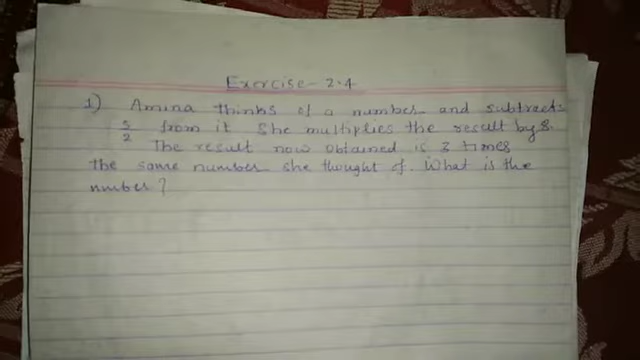 Exercise - 2.4
1) Amina thinks of a number and subtracts
5/2 from it She multiplies the result by 8.
The result now obtained is 3 times
the same number she thought of. What is the
nmber ?